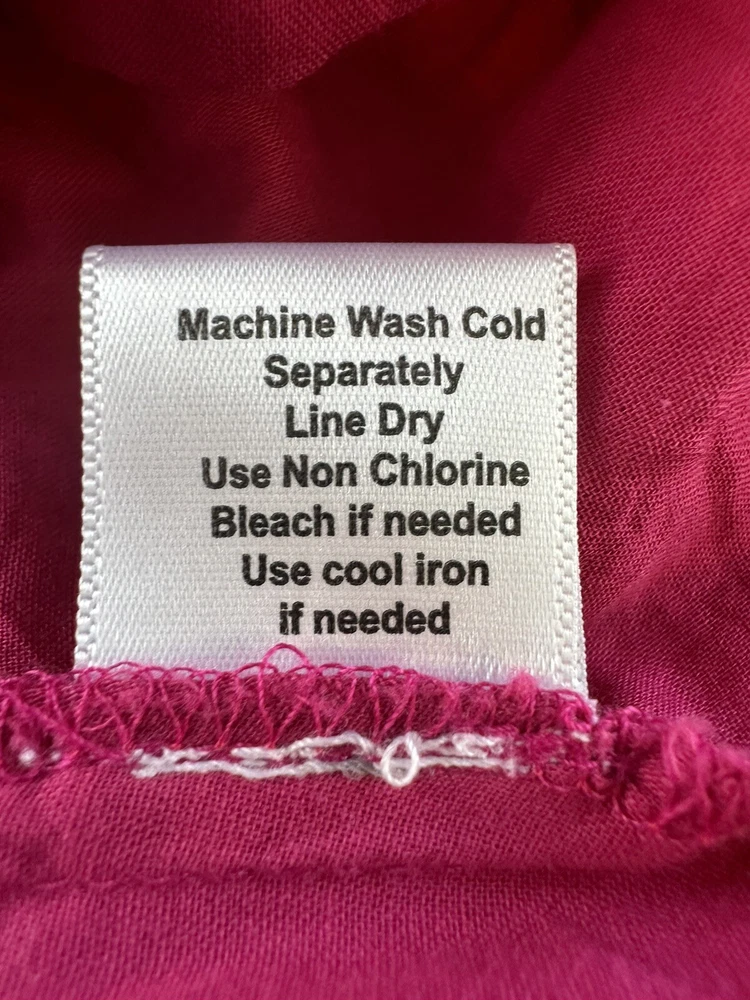 Machine Wash Cold
Separately
Line Dry
Use Non Chlorine
Bleach if needed
Use cool iron
if needed